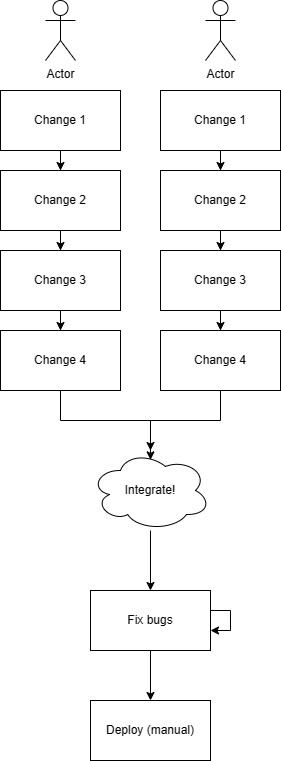 Actor
Actor
Change 1
Change 1
Change 2
Change 2
Change 3
Change 3
Change 4
Change 4
Integrate!
Fix bugs
Deploy (manual)